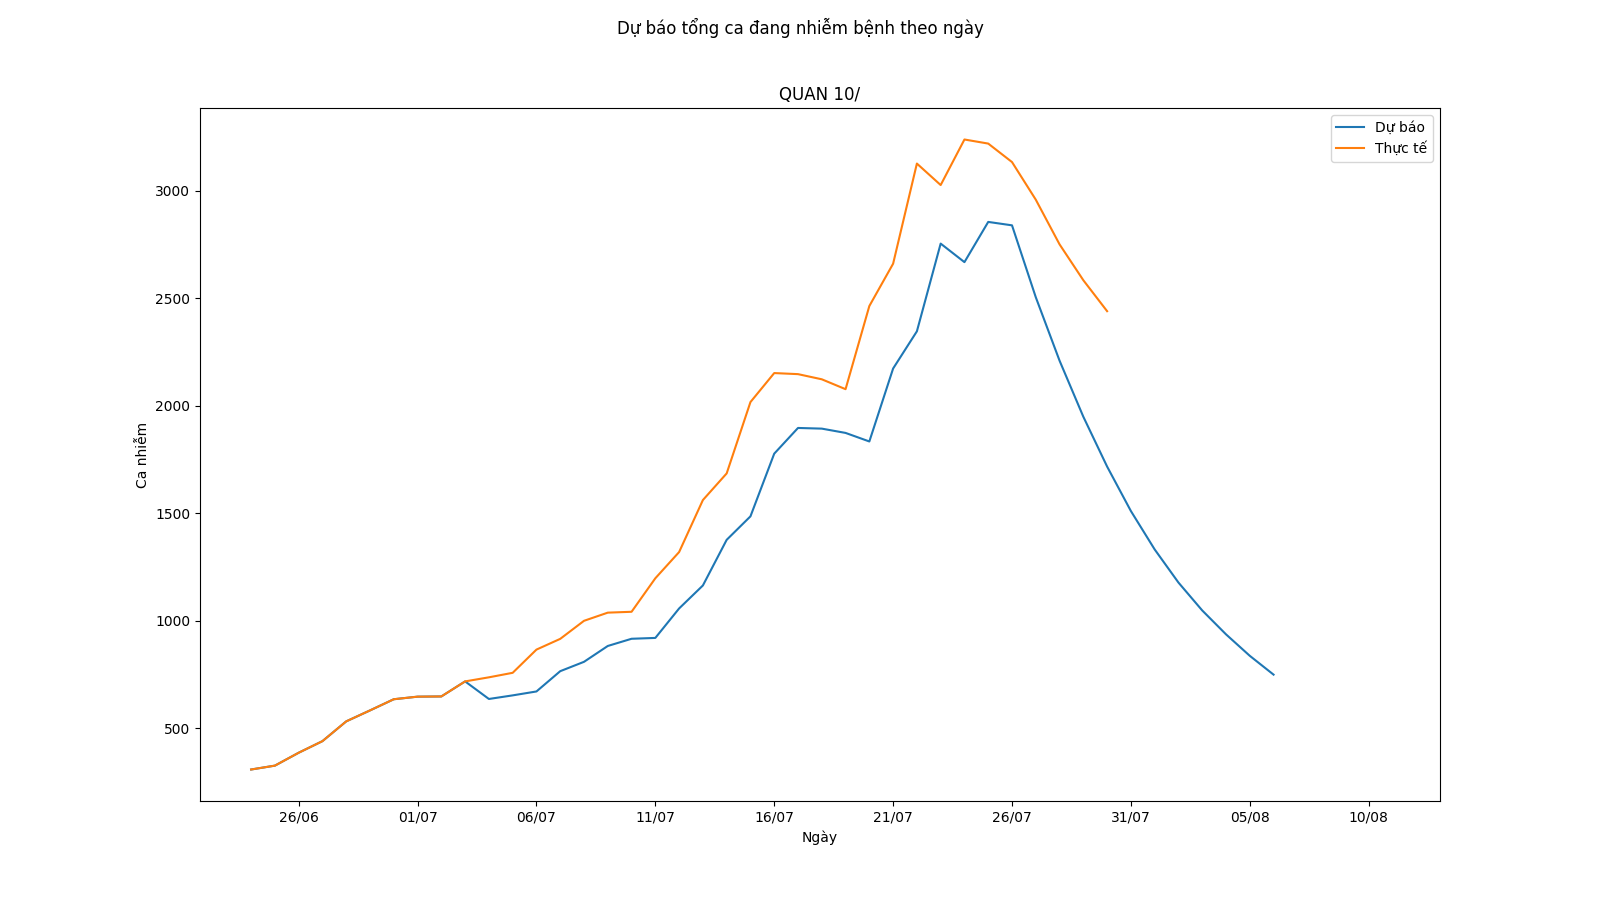 Dự báo tổng ca đang nhiễm bệnh theo ngày
QUAN 10/
Dự báo
Thực tế
3000
2500
2000
1500
1000
500
Ca nhiễm
26/06 01/07 06/07 11/07 16/07 21/07 26/07 31/07 05/08 10/08
Ngày